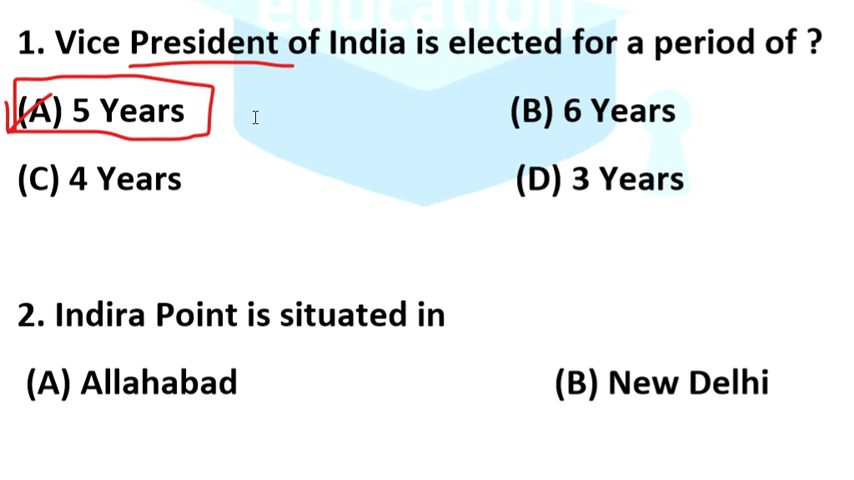 education
1. Vice President of India is elected for a period of ?
(A) 5 Years (B) 6 Years
(C) 4 Years (D) 3 Years
2. Indira Point is situated in
(A) Allahabad (B) New Delhi